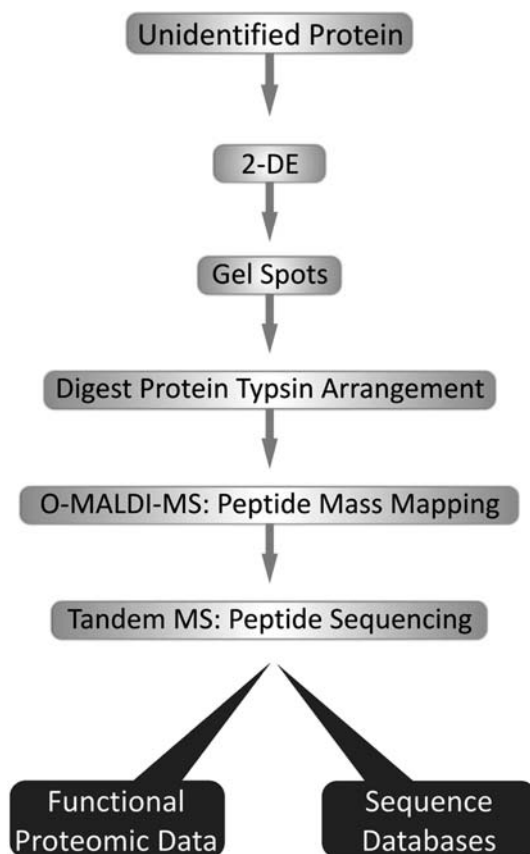 Unidentified Protein
2-DE
Gel Spots
Digest Protein Typsin Arrangement
O-MALDI-MS: Peptide Mass Mapping
Tandem MS: Peptide Sequencing
Functional
Proteomic Data
Sequence
Databases